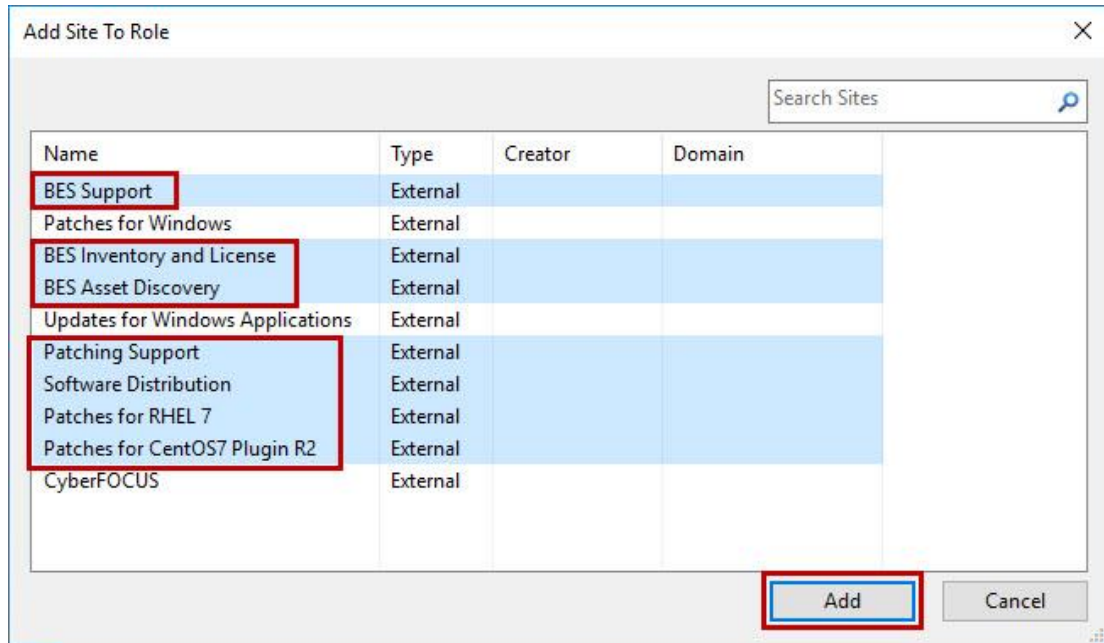 Add Site To Role
Search Sites
Name Type Creator Domain
BES Support External
Patches for Windows External
BES Inventory and License External
BES Asset Discovery External
Updates for Windows Applications External
Patching Support External
Software Distribution External
Patches for RHEL 7 External
Patches for CentOS7 Plugin R2 External
CyberFOCUS External
Add Cancel